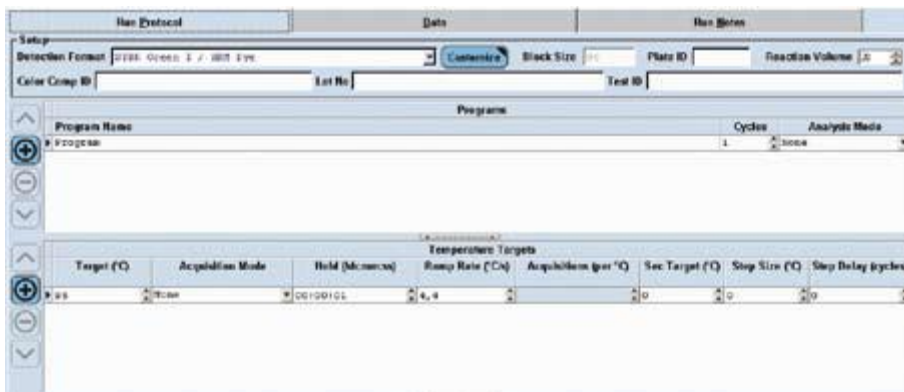 Run Protocol Data Run Notes
Setup
Detection Format SYBR Green I / HRM Dye Customize Block Size Plate ID Reaction Volume 20
Color Comp ID Lot No Test ID
Programs
Program Name Cycles Analysis Mode
Program 1 None
Temperature Targets
Target (°C) Acquisition Mode Hold (hh:mm:ss) Ramp Rate (°C/s) Acquisitions (per °C) Sec Target (°C) Step Size (°C) Step Delay (cycles
95 None 00:00:01 4,4 0 0 0